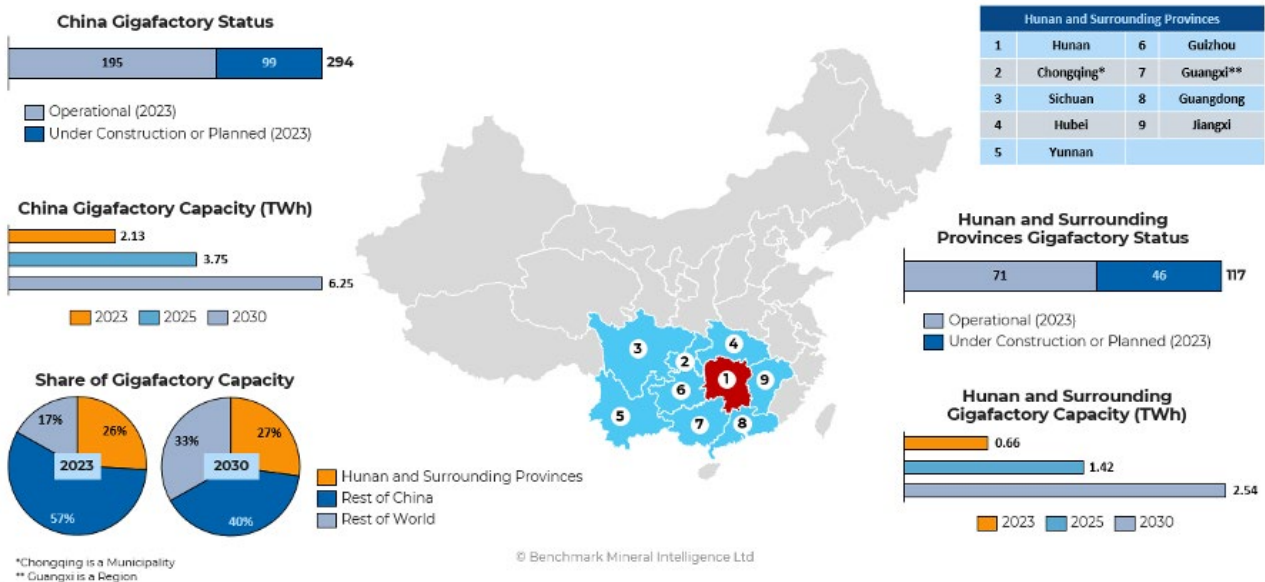 China Gigafactory Status
195
99
294
Operational (2023)
Under Construction or Planned (2023)
China Gigafactory Capacity (TWh)
2.13
3.75
6.25
2023
2025
2030
Share of Gigafactory Capacity
17%
26%
2023
57%
33%
27%
2030
40%
Hunan and Surrounding Provinces
Rest of China
Rest of World
*Chongqing is a Municipality
** Guangxi is a Region
3
4
2
1
9
6
5
7
8
© Benchmark Mineral Intelligence Ltd
Hunan and Surrounding Provinces
1 Hunan 6 Guizhou
2 Chongqing* 7 Guangxi**
3 Sichuan 8 Guangdong
4 Hubei 9 Jiangxi
5 Yunnan
Hunan and Surrounding
Provinces Gigafactory Status
71
46
117
Operational (2023)
Under Construction or Planned (2023)
Hunan and Surrounding
Gigafactory Capacity (TWh)
0.66
1.42
2.54
2023
2025
2030